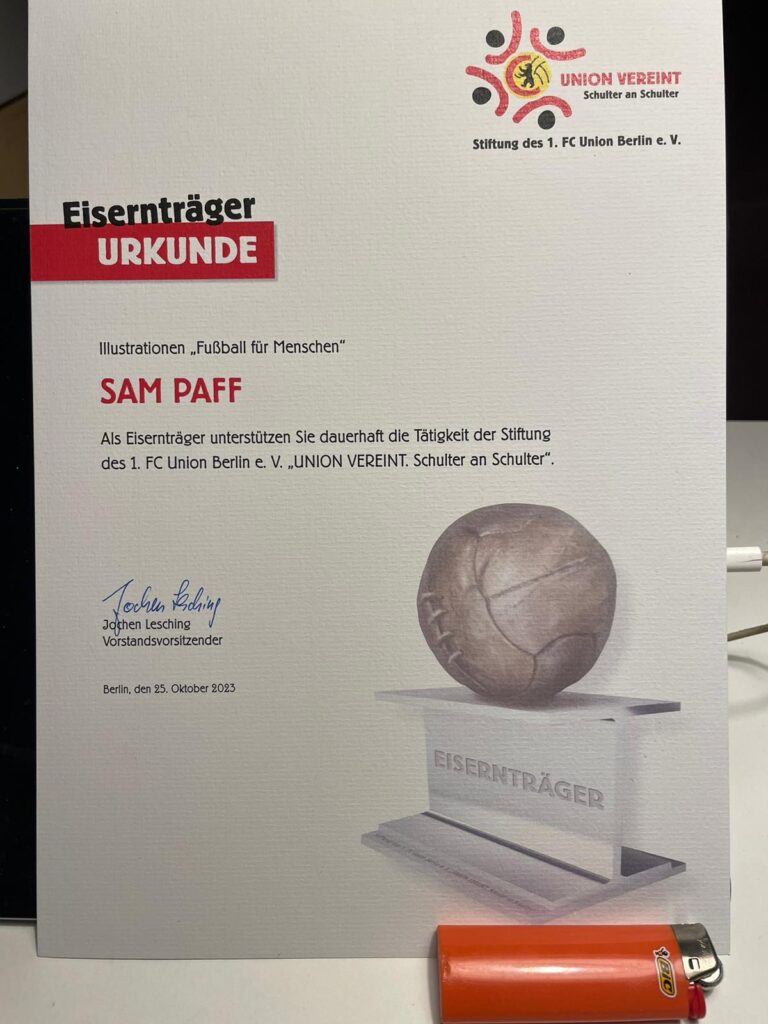 UNION VEREINT
Schulter an Schulter
Stiftung des 1. FC Union Berlin e. V.
Eisernträger
URKUNDE
Illustrationen „Fußball für Menschen“
SAM PAFF
Als Eisernträger unterstützen Sie dauerhaft die Tätigkeit der Stiftung
des 1. FC Union Berlin e. V. „UNION VEREINT. Schulter an Schulter“.
Jochen Lesching
Jochen Lesching
Vorstandsvorsitzender
Berlin, den 25. Oktober 2023
EISERNTRÄGER
BIC